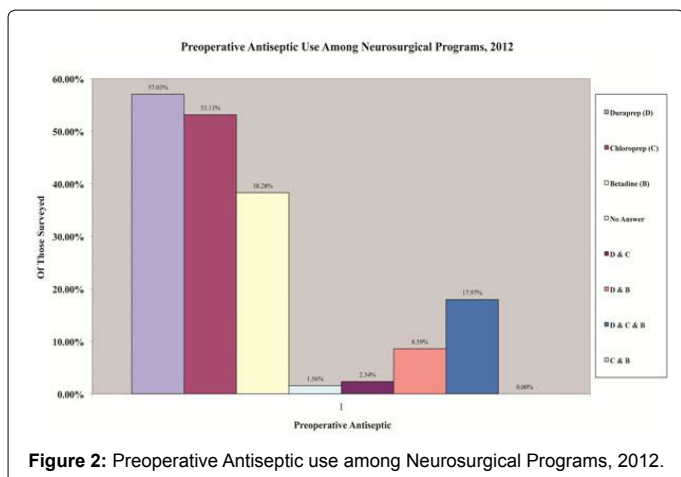 Preoperative Antiseptic Use Among Neurosurgical Programs, 2012
60.00%
50.00%
40.00%
30.00%
20.00%
10.00%
0.00%
Of Those Surveyed
57.03%
53.13%
38.28%
1.56%
2.34%
8.59%
17.97%
0.00%
1
Preoperative Antiseptic
Duraprep (D)
Chloroprep (C)
Betadine (B)
No Answer
D & C
D & B
D & C & B
C & B
Figure 2: Preoperative Antiseptic use among Neurosurgical Programs, 2012.